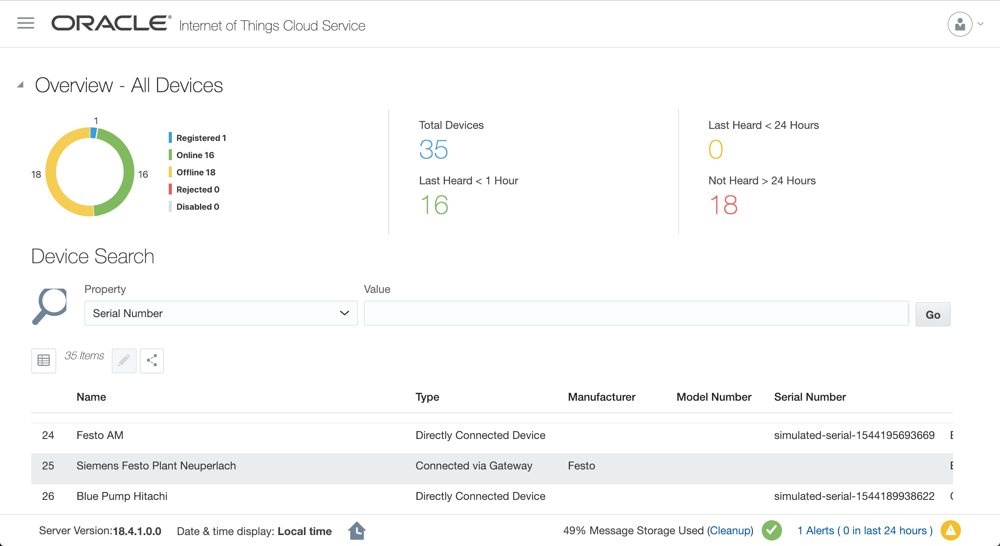 ORACLE® Internet of Things Cloud Service
Overview - All Devices
1
18
16
Registered 1
Online 16
Offline 18
Rejected 0
Disabled 0
Total Devices
35
Last Heard < 1 Hour
16
Last Heard < 24 Hours
0
Not Heard > 24 Hours
18
Device Search
Property
Value
Serial Number
Go
35 Items
Name Type Manufacturer Model Number Serial Number
24 Festo AM Directly Connected Device simulated-serial-1544195693669
25 Siemens Festo Plant Neuperlach Connected via Gateway Festo
26 Blue Pump Hitachi Directly Connected Device simulated-serial-1544189938622
Server Version:18.4.1.0.0 Date & time display: Local time 49% Message Storage Used (Cleanup) 1 Alerts ( 0 in last 24 hours )